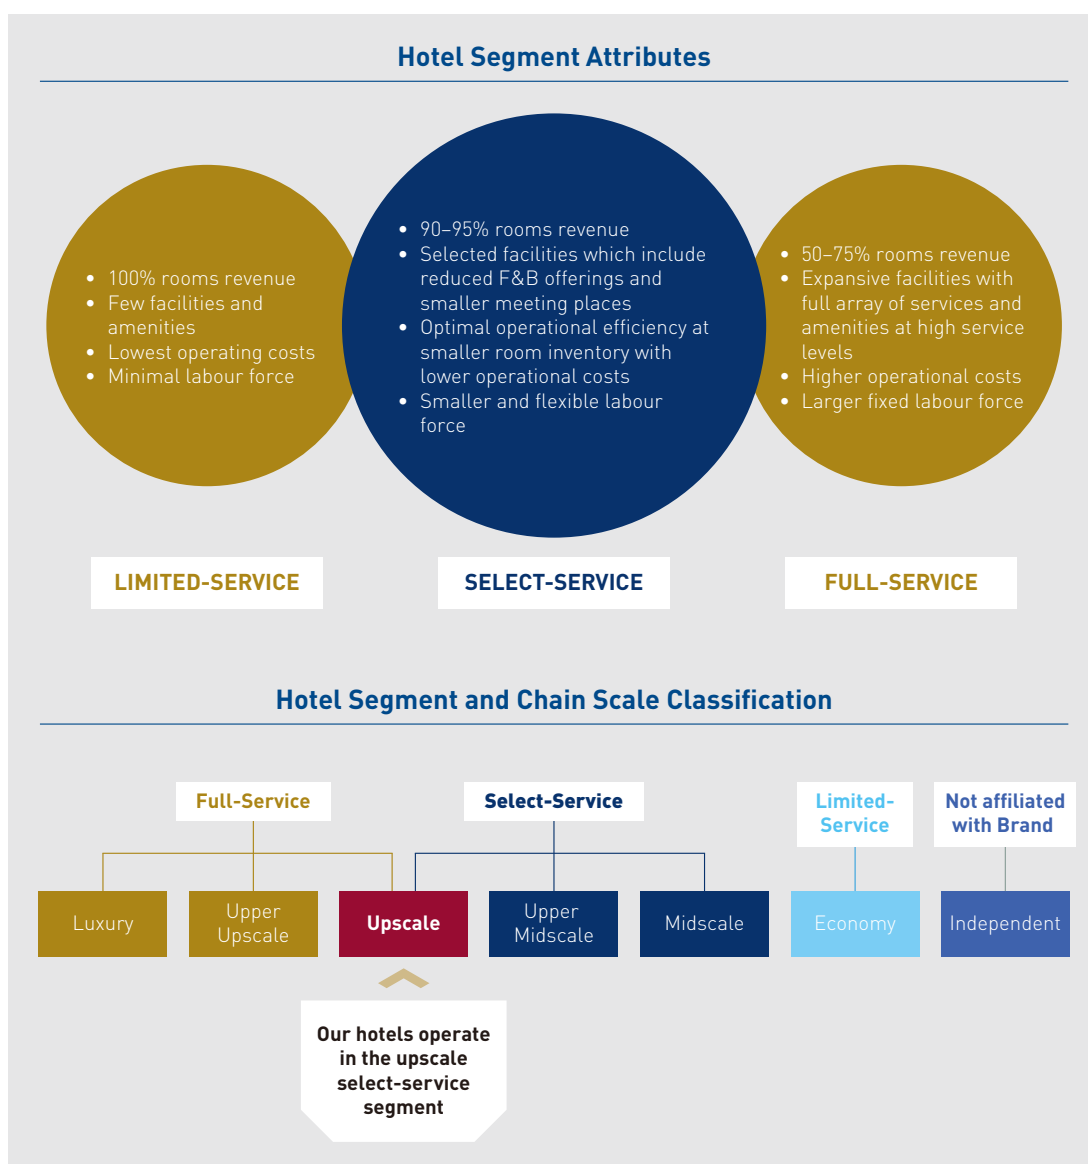 Hotel Segment Attributes
• 100% rooms revenue
• Few facilities and
amenities
• Lowest operating costs
• Minimal labour force
• 90–95% rooms revenue
• Selected facilities which include
reduced F&B offerings and
smaller meeting places
• Optimal operational efficiency at
smaller room inventory with
lower operational costs
• Smaller and flexible labour
force
• 50–75% rooms revenue
• Expansive facilities with
full array of services and
amenities at high service
levels
• Higher operational costs
• Larger fixed labour force
LIMITED-SERVICE
SELECT-SERVICE
FULL-SERVICE
Hotel Segment and Chain Scale Classification
Full-Service
Select-Service
Limited-
Service
Not affiliated
with Brand
Luxury
Upper
Upscale
Upscale
Upper
Midscale
Midscale
Economy
Independent
Our hotels operate
in the upscale
select-service
segment